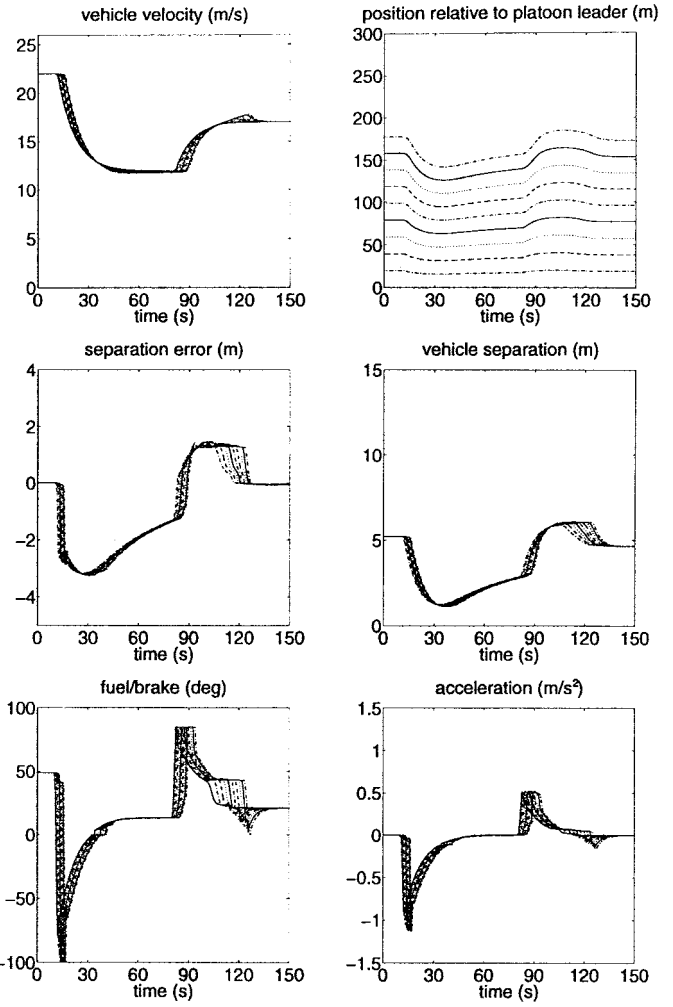 vehicle velocity (m/s)
25
20
15
10
5
0
0 30 60 90 120 150
time (s)
position relative to platoon leader (m)
300
250
200
150
100
50
0
0 30 60 90 120 150
time (s)
separation error (m)
4
2
0
−2
−4
0 30 60 90 120 150
time (s)
vehicle separation (m)
15
10
5
0
0 30 60 90 120 150
time (s)
fuel/brake (deg)
100
50
0
−50
−100
0 30 60 90 120 150
time (s)
acceleration (m/s²)
1.5
1
0.5
0
−0.5
−1
−1.5
0 30 60 90 120 150
time (s)